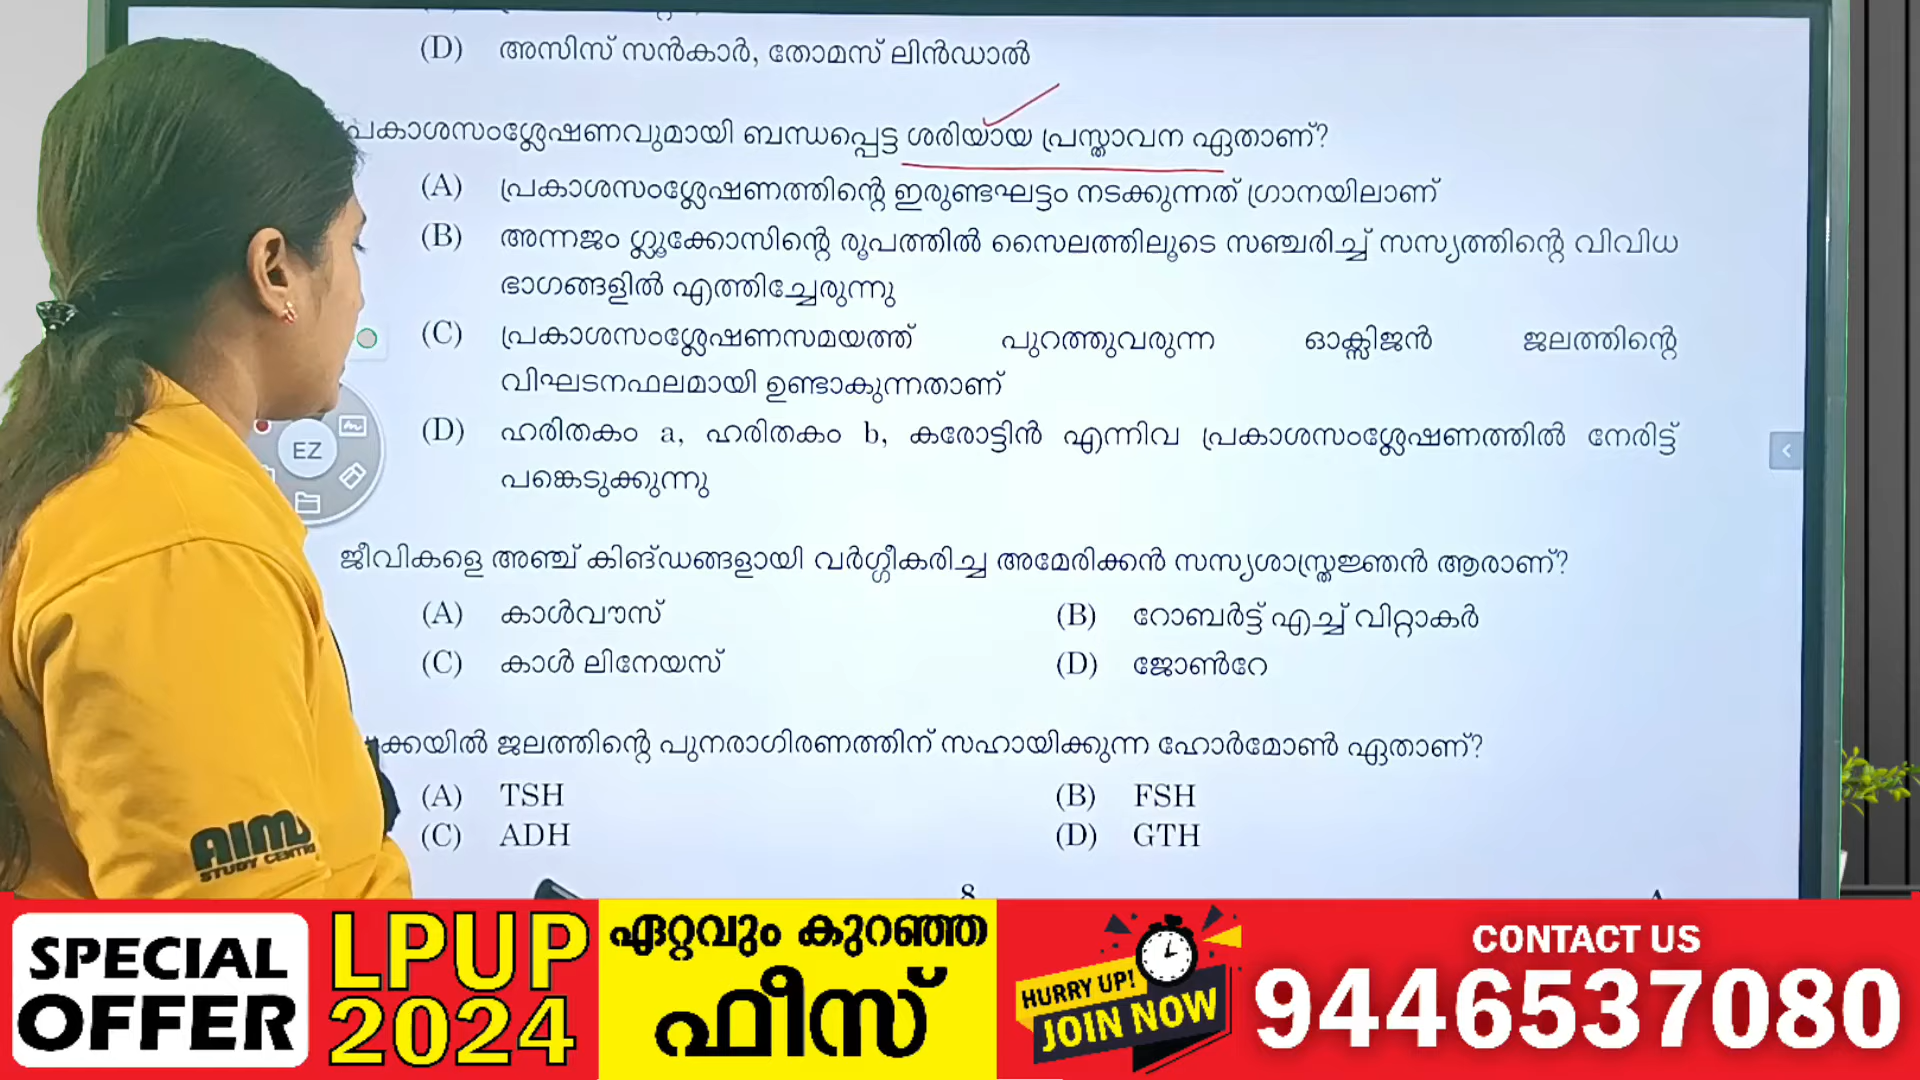 (D) അസിസ് സൻകാർ, തോമസ് ലിൻഡാൽ
പ്രകാശസംശ്ലേഷണവുമായി ബന്ധപ്പെട്ട ശരിയായ പ്രസ്താവന ഏതാണ്?
(A) പ്രകാശസംശ്ലേഷണത്തിന്റെ ഇരുണ്ടഘട്ടം നടക്കുന്നത് ഗ്രാനയിലാണ്
(B) അന്നജം ഗ്ലൂക്കോസിന്റെ രൂപത്തിൽ സൈലത്തിലൂടെ സഞ്ചരിച്ച് സസ്യത്തിന്റെ വിവിധ
ഭാഗങ്ങളിൽ എത്തിച്ചേരുന്നു
(C) പ്രകാശസംശ്ലേഷണസമയത്ത് പുറത്തുവരുന്ന ഓക്സിജൻ ജലത്തിന്റെ
വിഘടനഫലമായി ഉണ്ടാകുന്നതാണ്
(D) ഹരിതകം a, ഹരിതകം b, കരോട്ടിൻ എന്നിവ പ്രകാശസംശ്ലേഷണത്തിൽ നേരിട്ട്
പങ്കെടുക്കുന്നു
EZ
ജീവികളെ അഞ്ച് കിങ്ഡങ്ങളായി വർഗ്ഗീകരിച്ച അമേരിക്കൻ സസ്യശാസ്ത്രജ്ഞൻ ആരാണ്?
(A) കാൾവൗസ് (B) റോബർട്ട് എച്ച് വിറ്റാകർ
(C) കാൾ ലിനേയസ് (D) ജോൺറേ
ജലത്തിന്റെ പുനരാഗിരണത്തിന് സഹായിക്കുന്ന ഹോർമോൺ ഏതാണ്?
(A) TSH (B) FSH
(C) ADH (D) GTH
8 A
AIM
STUDY CENTRE
SPECIAL OFFER
LPUP 2024
ഏറ്റവും കുറഞ്ഞ
ഫീസ്
HURRY UP!
JOIN NOW
CONTACT US
9446537080